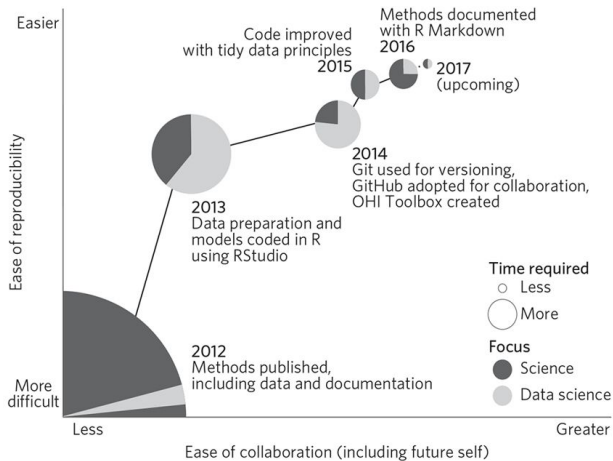 Easier
Methods documented
with R Markdown
2016
Code improved
with tidy data principles
2015
2017
(upcoming)
2014
Git used for versioning,
GitHub adopted for collaboration,
OHI Toolbox created
2013
Data preparation and
models coded in R
using RStudio
Ease of reproducibility
Time required
Less
More
Focus
Science
Data science
2012
Methods published,
including data and documentation
More
difficult
Less
Greater
Ease of collaboration (including future self)